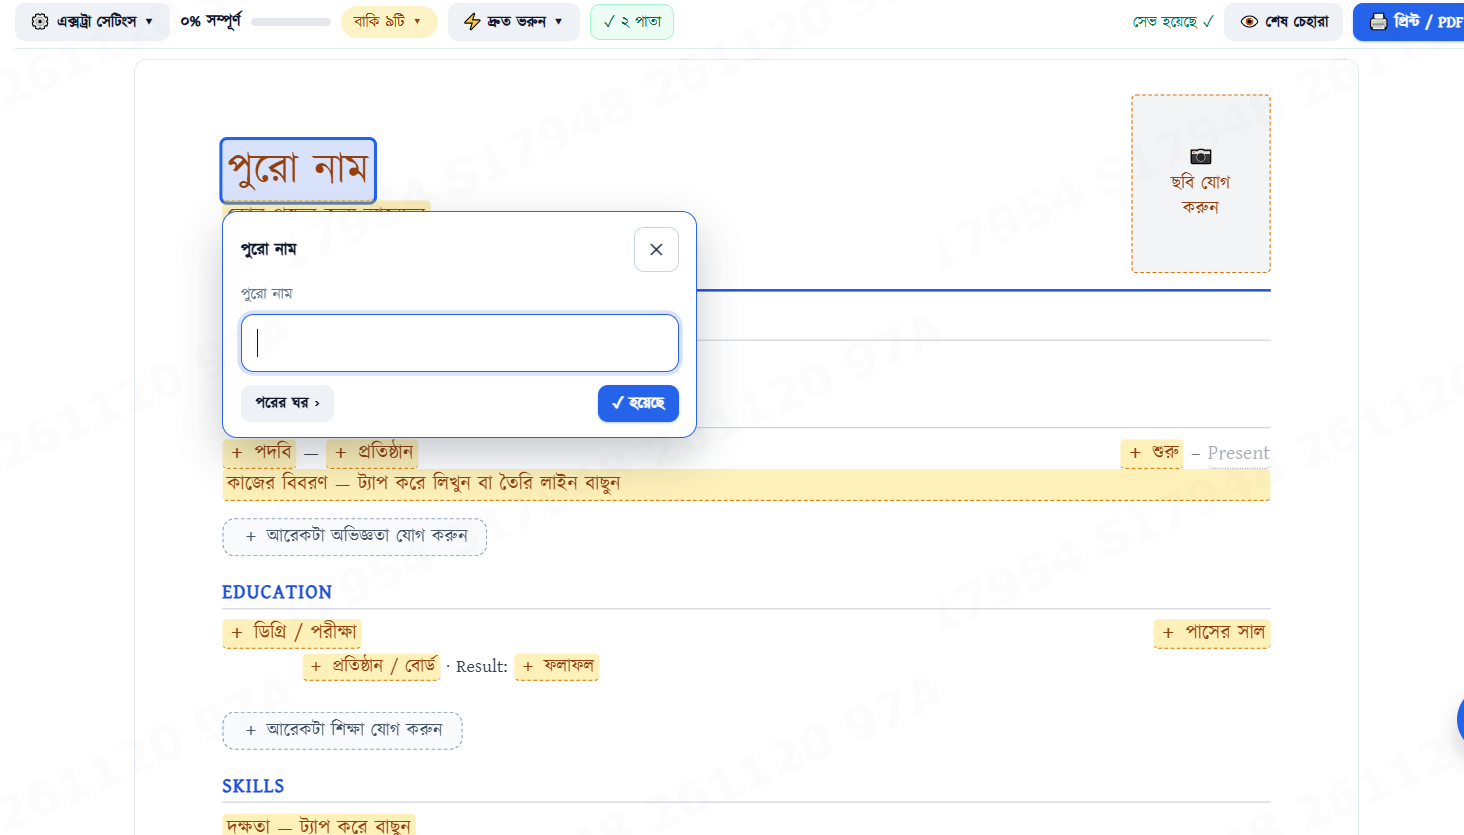 এক্সট্রা সেটিংস ▾ ০% সম্পূর্ণ বাকি ৯টি ▾ দ্রুত ভরুন ▾ ✓ ২ পাতা সেভ হয়েছে ✓ শেষ চেহারা প্রিন্ট / PDF
পুরো নাম
ছবি যোগ
করুন
পুরো নাম ✕
পুরো নাম
পরের ঘর › ✓ হয়েছে
+ পদবি — + প্রতিষ্ঠান + শুরু – Present
কাজের বিবরণ — ট্যাপ করে লিখুন বা তৈরি লাইন বাছুন
+ আরেকটা অভিজ্ঞতা যোগ করুন
EDUCATION
+ ডিগ্রি / পরীক্ষা + পাসের সাল
+ প্রতিষ্ঠান / বোর্ড · Result: + ফলাফল
+ আরেকটা শিক্ষা যোগ করুন
SKILLS
দক্ষতা — ট্যাপ করে বাছুন